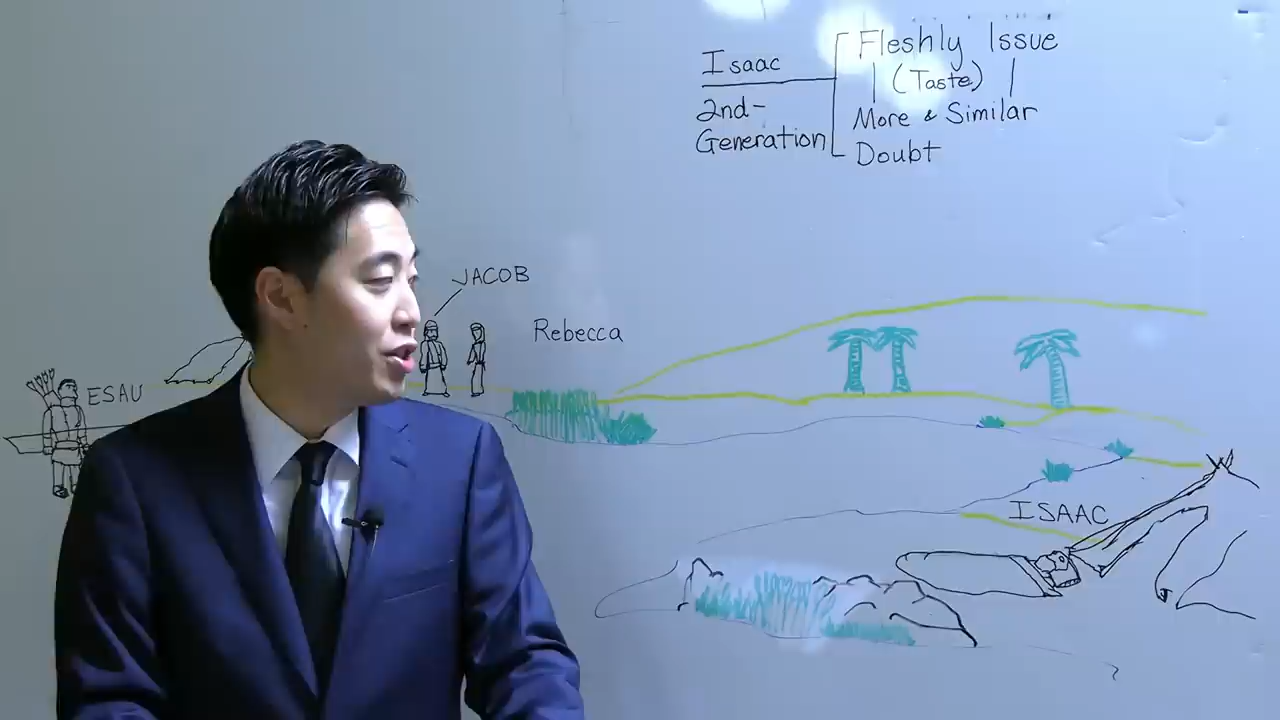 Isaac
2nd-
Generation
Fleshly Issue
(Taste)
More & Similar
Doubt
JACOB
Rebecca
ESAU
ISAAC